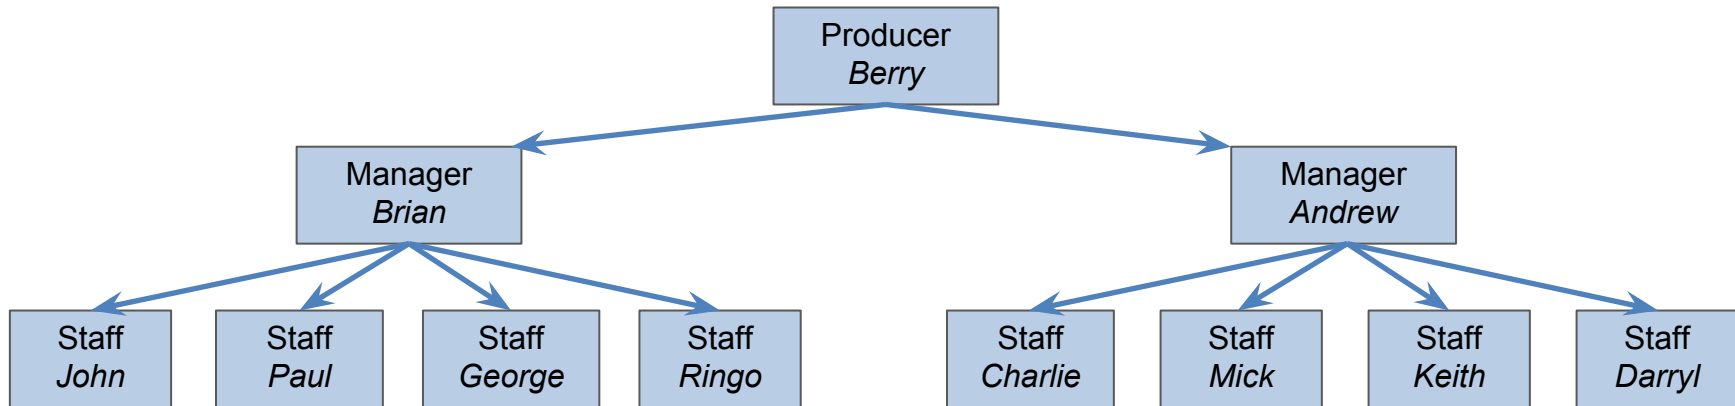 Producer
Berry
Manager
Brian
Manager
Andrew
Staff
John
Staff
Paul
Staff
George
Staff
Ringo
Staff
Charlie
Staff
Mick
Staff
Keith
Staff
Darryl